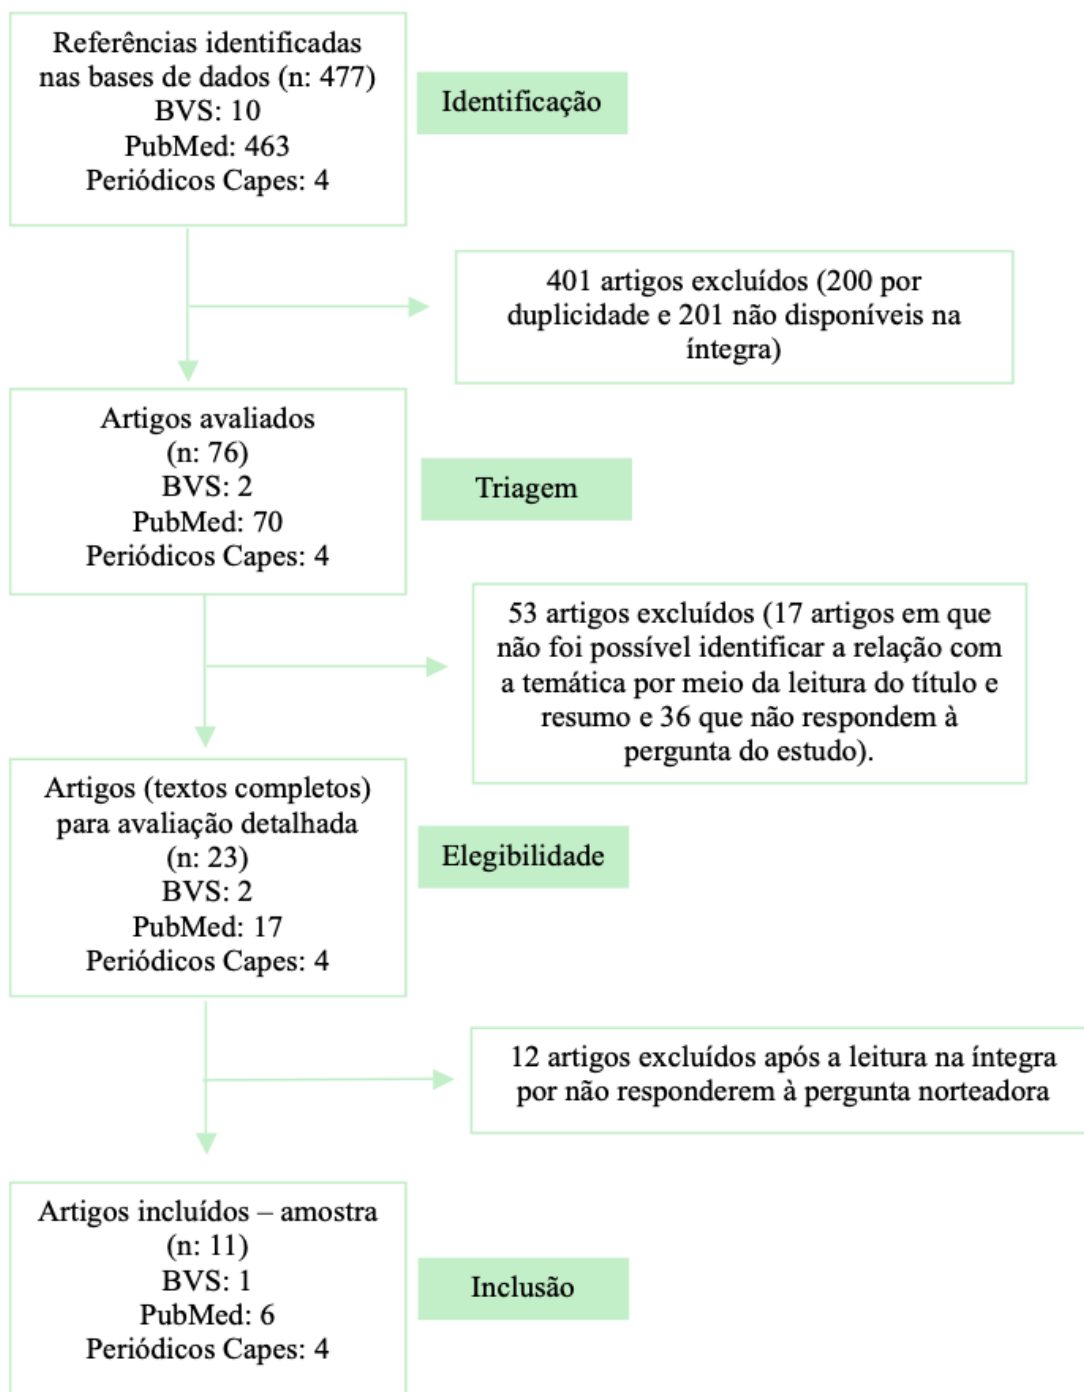 Referências identificadas
nas bases de dados (n: 477)
BVS: 10
PubMed: 463
Periódicos Capes: 4
Identificação
401 artigos excluídos (200 por
duplicidade e 201 não disponíveis na
íntegra)
Artigos avaliados
(n: 76)
BVS: 2
PubMed: 70
Periódicos Capes: 4
Triagem
53 artigos excluídos (17 artigos em que
não foi possível identificar a relação com
a temática por meio da leitura do título e
resumo e 36 que não respondem à
pergunta do estudo).
Artigos (textos completos)
para avaliação detalhada
(n: 23)
BVS: 2
PubMed: 17
Periódicos Capes: 4
Elegibilidade
12 artigos excluídos após a leitura na íntegra
por não responderem à pergunta norteadora
Artigos incluídos – amostra
(n: 11)
BVS: 1
PubMed: 6
Periódicos Capes: 4
Inclusão